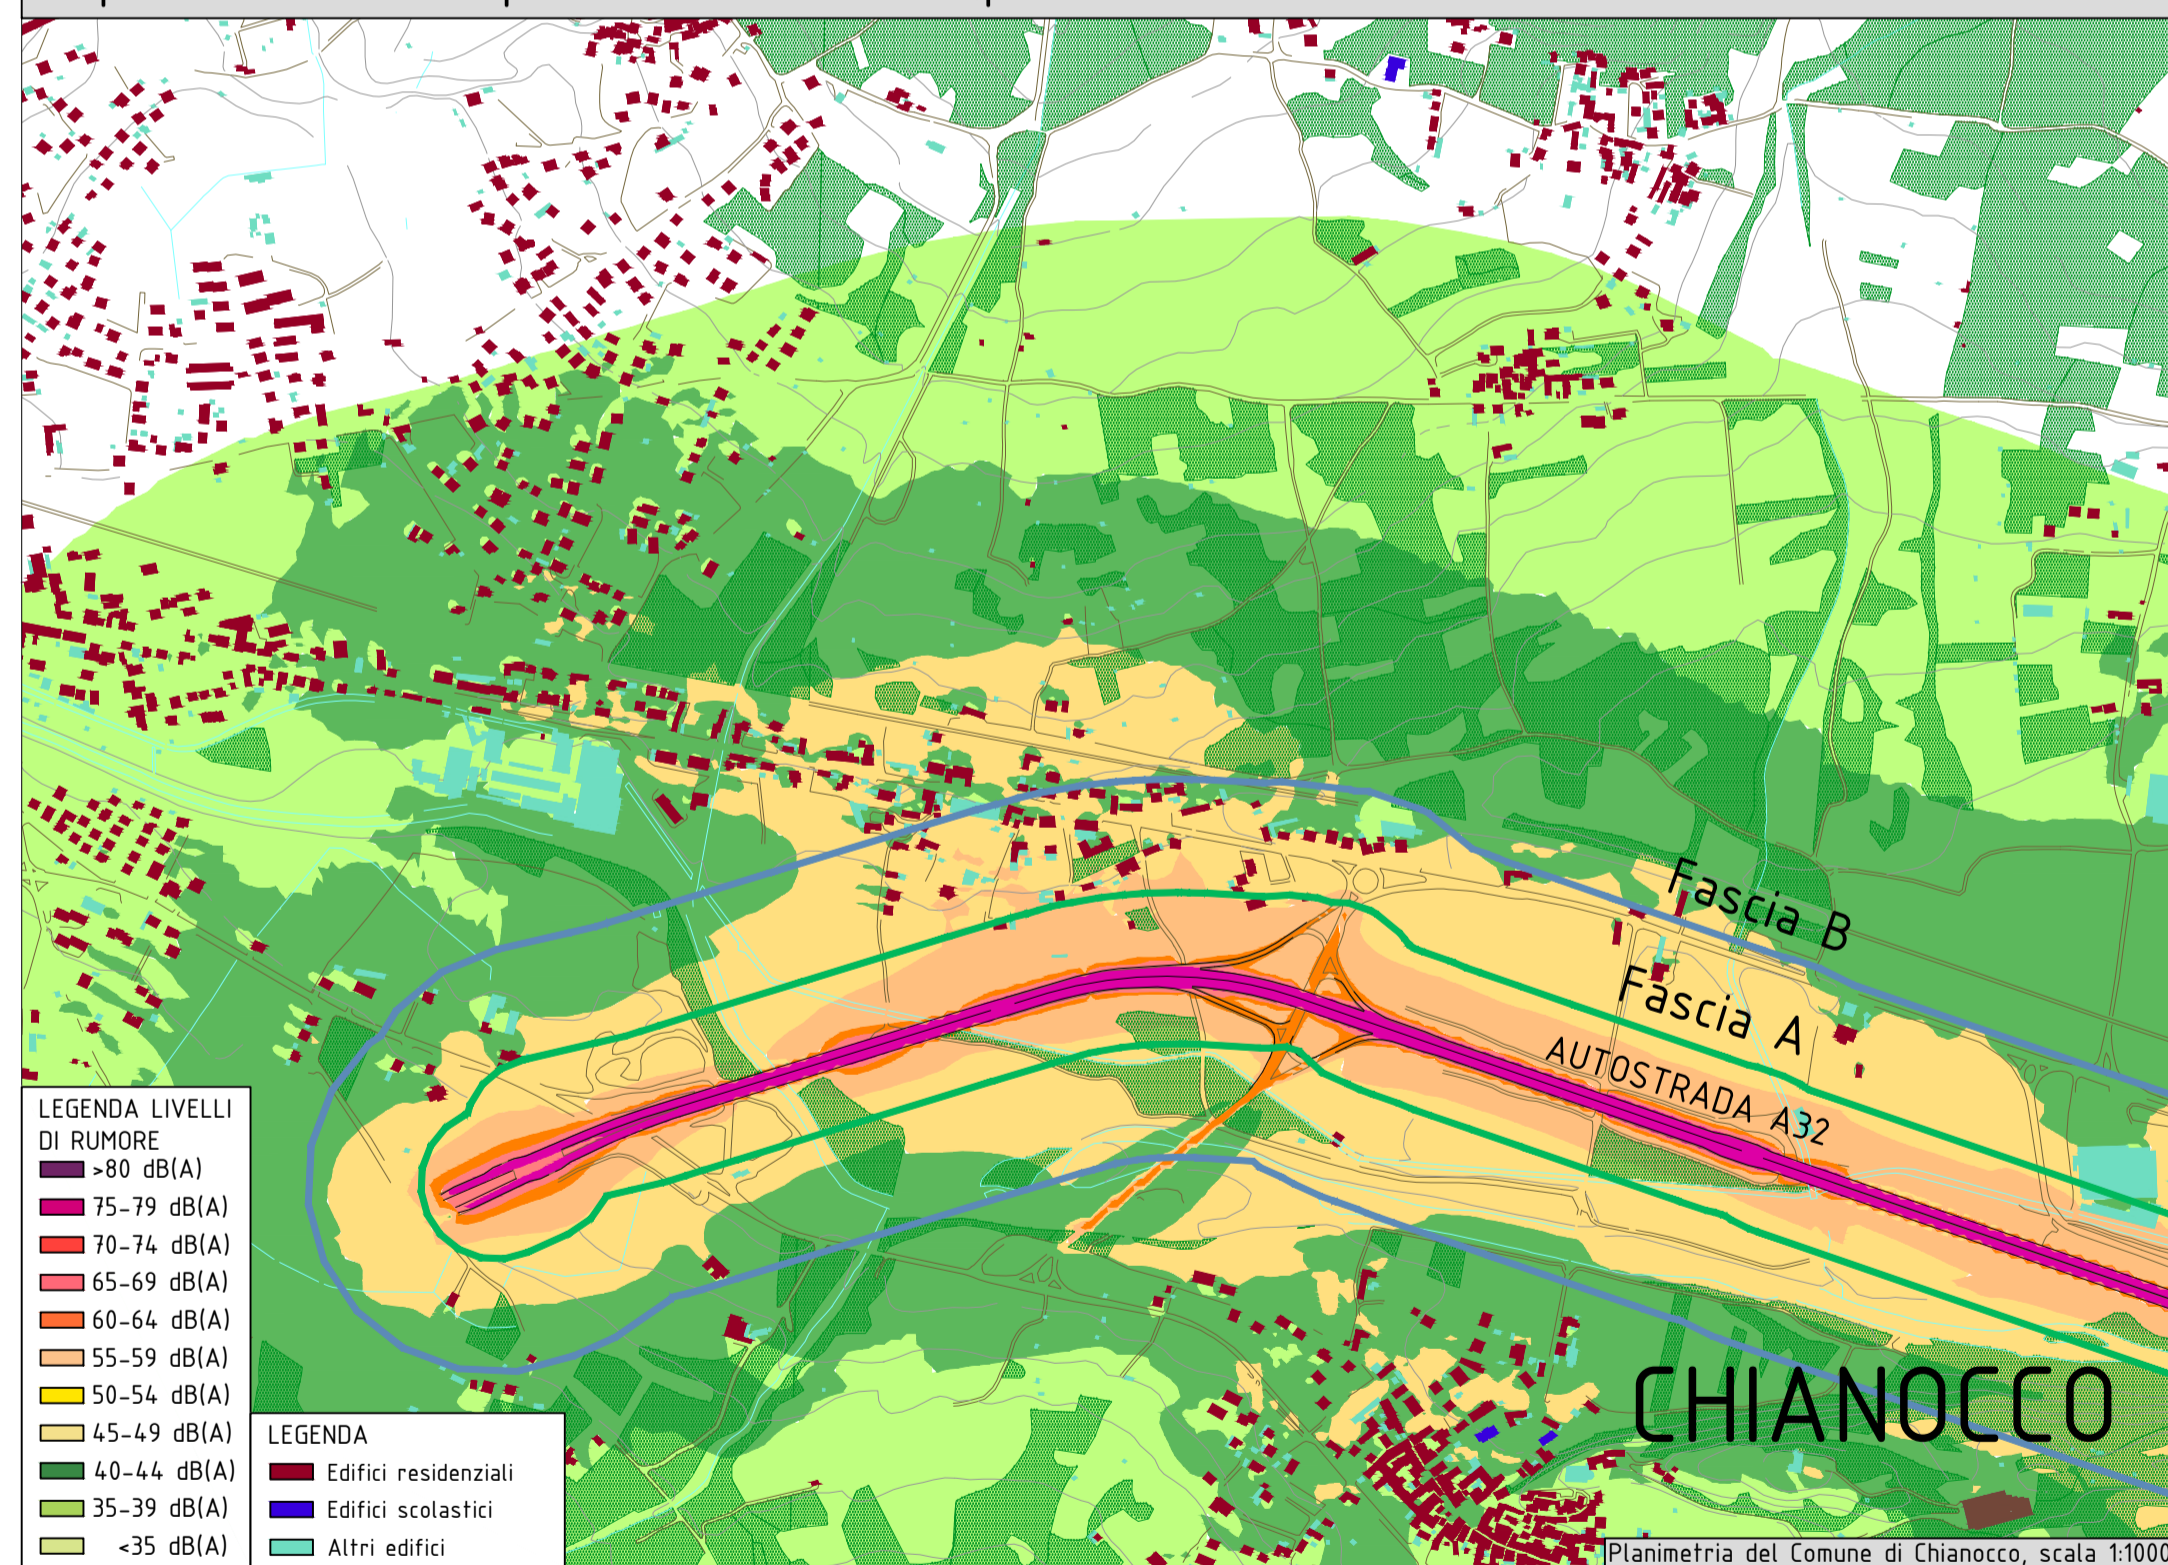 Fascia B
Fascia A
AUTOSTRADA A32
CHIANOCCO
LEGENDA LIVELLI
DI RUMORE
>80 dB(A)
75-79 dB(A)
70-74 dB(A)
65-69 dB(A)
60-64 dB(A)
55-59 dB(A)
50-54 dB(A)
45-49 dB(A)
40-44 dB(A)
35-39 dB(A)
<35 dB(A)
LEGENDA
Edifici residenziali
Edifici scolastici
Altri edifici
Planimetria del Comune di Chianocco, scala 1:1000